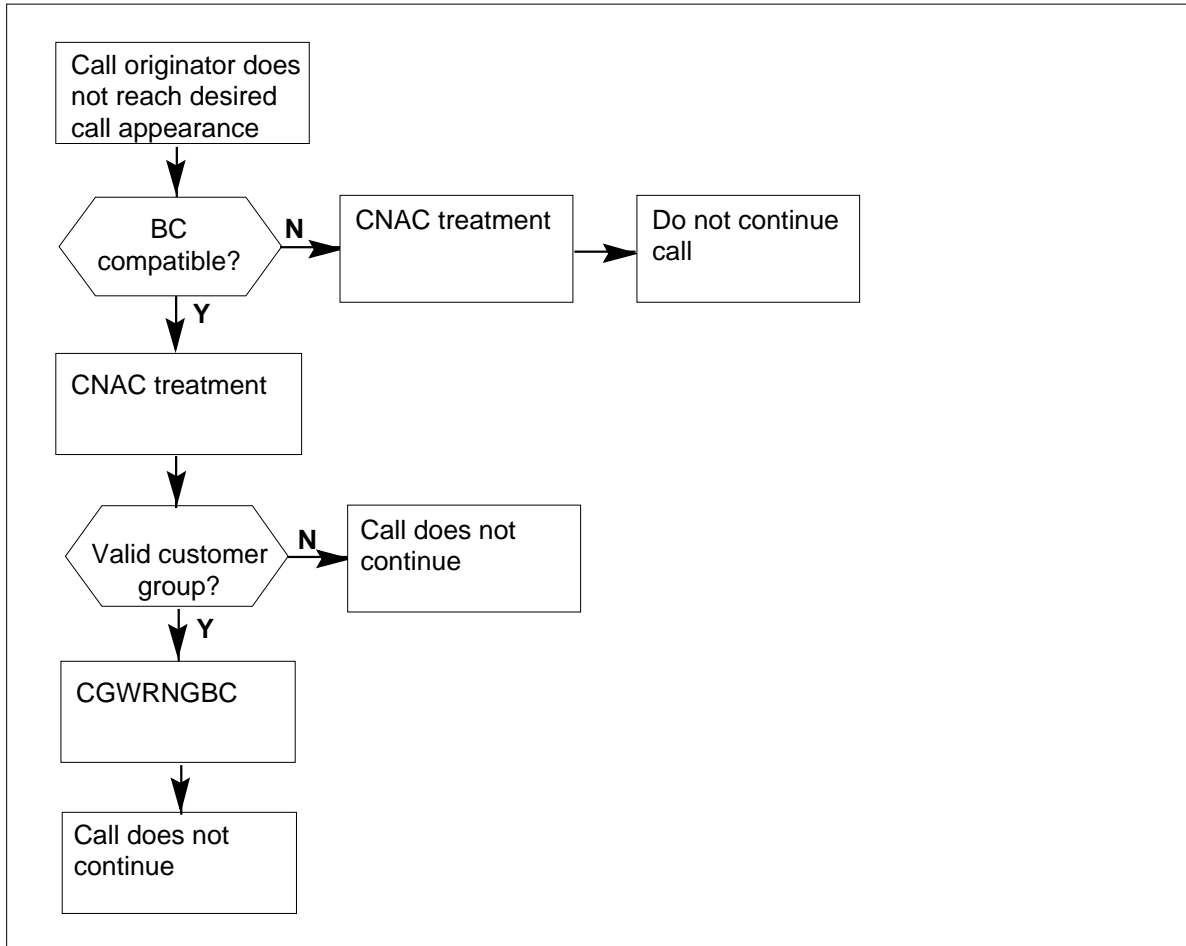 Call originator does
not reach desired
call appearance
BC
compatible?
N
CNAC treatment
Do not continue
call
Y
CNAC treatment
Valid customer
group?
N
Call does not
continue
Y
CGWRNGBC
Call does not
continue